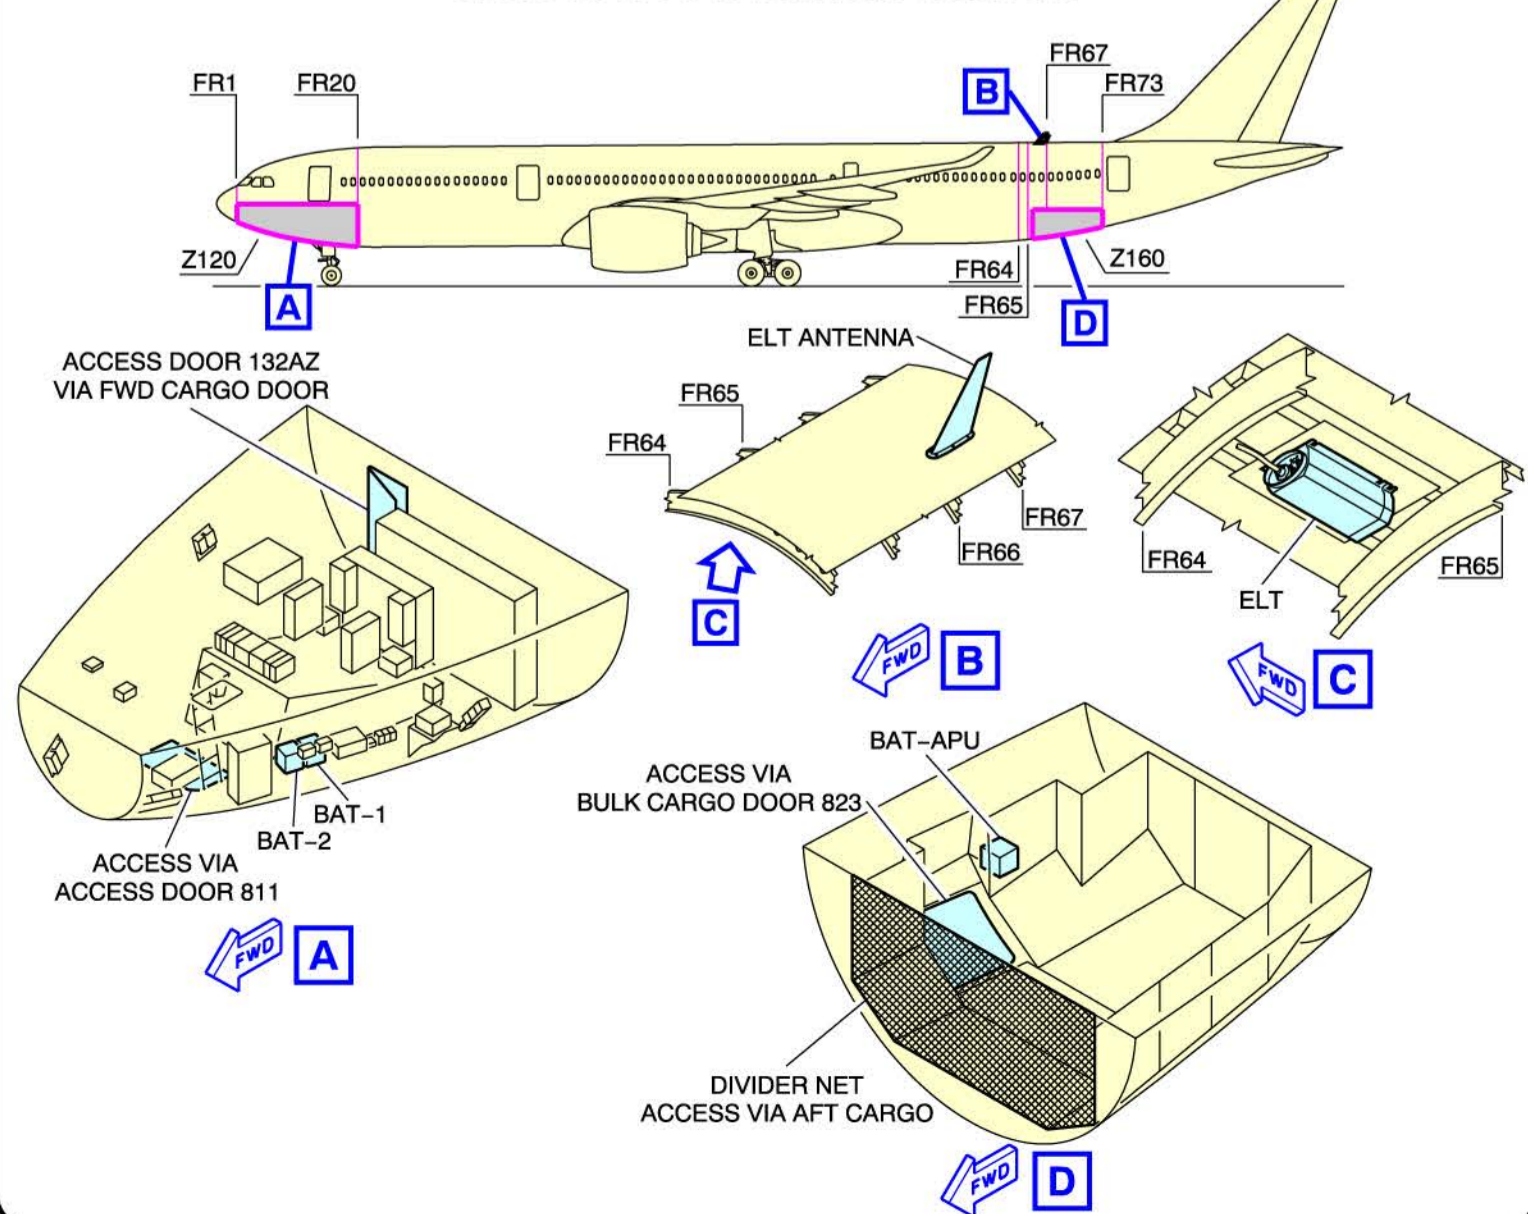 FR67
FR1
FR20
B
FR73
Z120
FR64
Z160
A
FR65
D
ELT ANTENNA
ACCESS DOOR 132AZ
VIA FWD CARGO DOOR
FR65
FR64
FR67
FR66
FR64
FR65
ELT
C
FWD
B
FWD
C
BAT-APU
ACCESS VIA
BULK CARGO DOOR 823
BAT-1
BAT-2
ACCESS VIA
ACCESS DOOR 811
FWD
A
DIVIDER NET
ACCESS VIA AFT CARGO
FWD
D